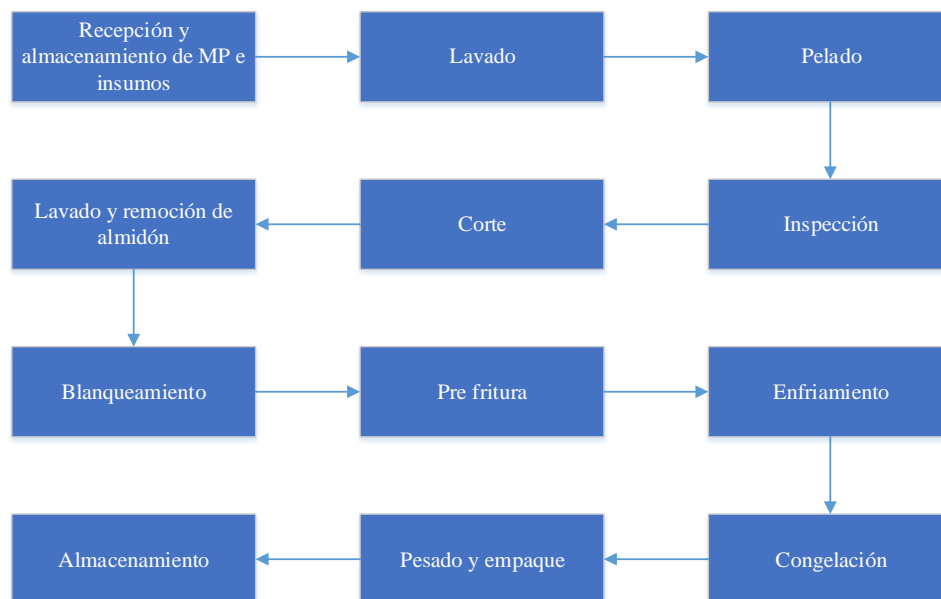 Recepción y
almacenamiento de MP e
insumos
Lavado
Pelado
Inspección
Corte
Lavado y remoción de
almidón
Blanqueamiento
Pre fritura
Enfriamiento
Congelación
Pesado y empaque
Almacenamiento